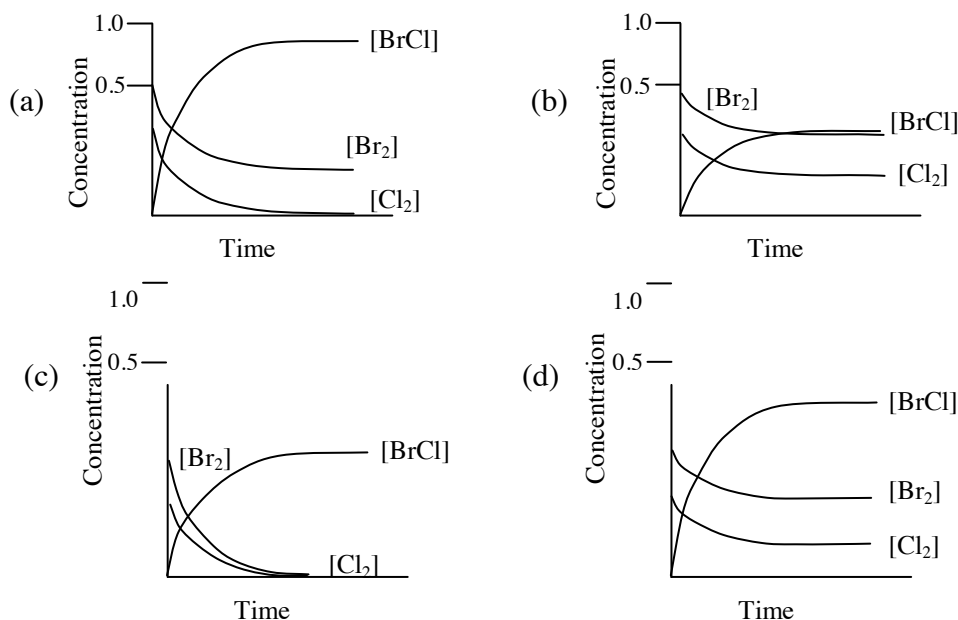 (a)
Concentration
1.0
0.5
[BrCl]
[Br2]
[Cl2]
Time
(b)
Concentration
1.0
0.5
[Br2]
[BrCl]
[Cl2]
Time
(c)
Concentration
1.0
0.5
[Br2]
[BrCl]
[Cl2]
Time
(d)
Concentration
1.0
0.5
[BrCl]
[Br2]
[Cl2]
Time